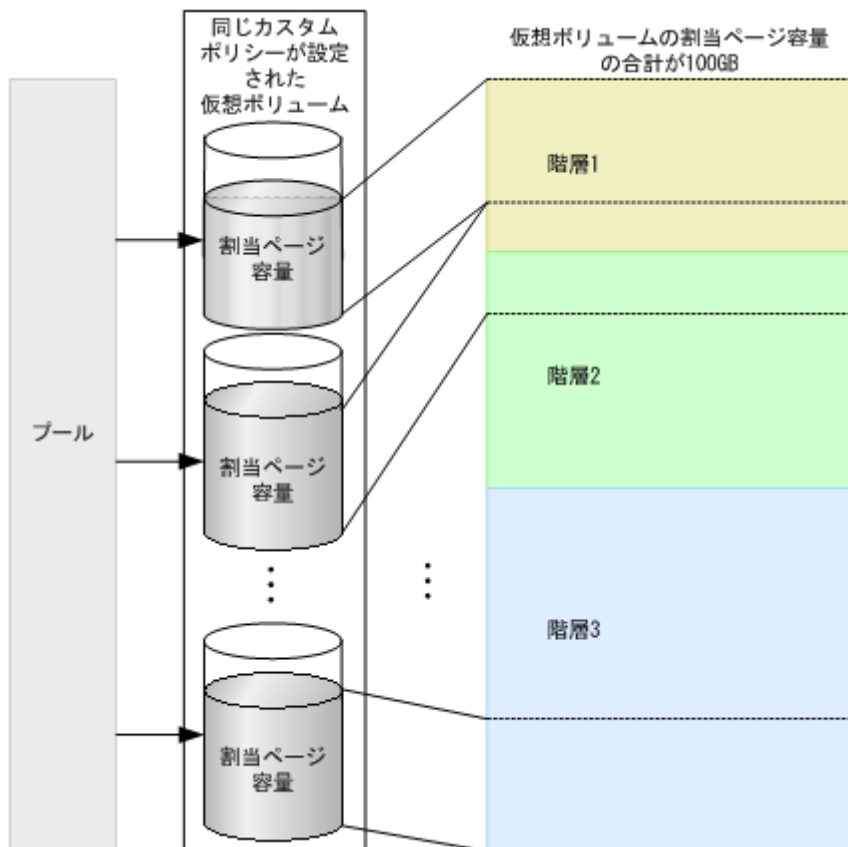 同じカスタム
ポリシーが設定
された
仮想ボリューム
仮想ボリュームの割当ページ容量
の合計が100GB
階層1
割当ページ
容量
階層2
プール
割当ページ
容量
階層3
割当ページ
容量